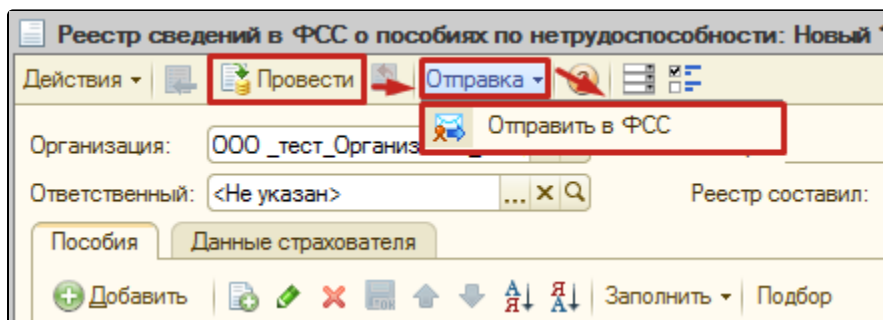 Реестр сведений в ФСС о пособиях по нетрудоспособности: Новый
Действия Провести Отправка
Отправить в ФСС
Организация: ООО _тест_Организ
Ответственный: <Не указан> ... Реестр составил:
Пособия Данные страхователя
Добавить Заполнить Подбор